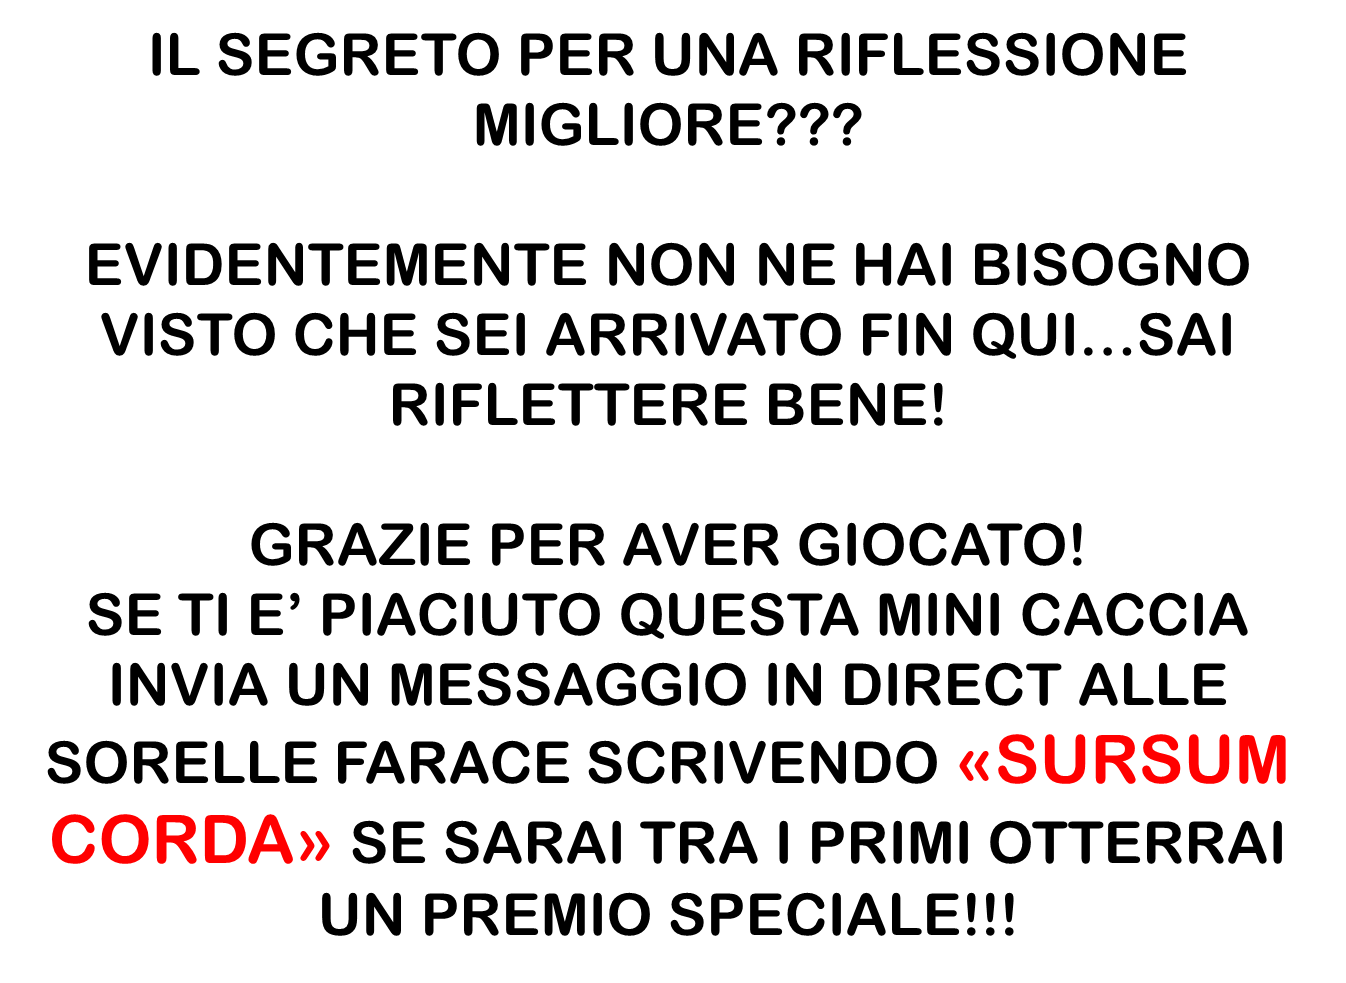 IL SEGRETO PER UNA RIFLESSIONE
MIGLIORE???
EVIDENTEMENTE NON NE HAI BISOGNO
VISTO CHE SEI ARRIVATO FIN QUI...SAI
RIFLETTERE BENE!
GRAZIE PER AVER GIOCATO!
SE TI E’ PIACIUTO QUESTA MINI CACCIA
INVIA UN MESSAGGIO IN DIRECT ALLE
SORELLE FARACE SCRIVENDO «SURSUM
CORDA» SE SARAI TRA I PRIMI OTTERRAI
UN PREMIO SPECIALE!!!